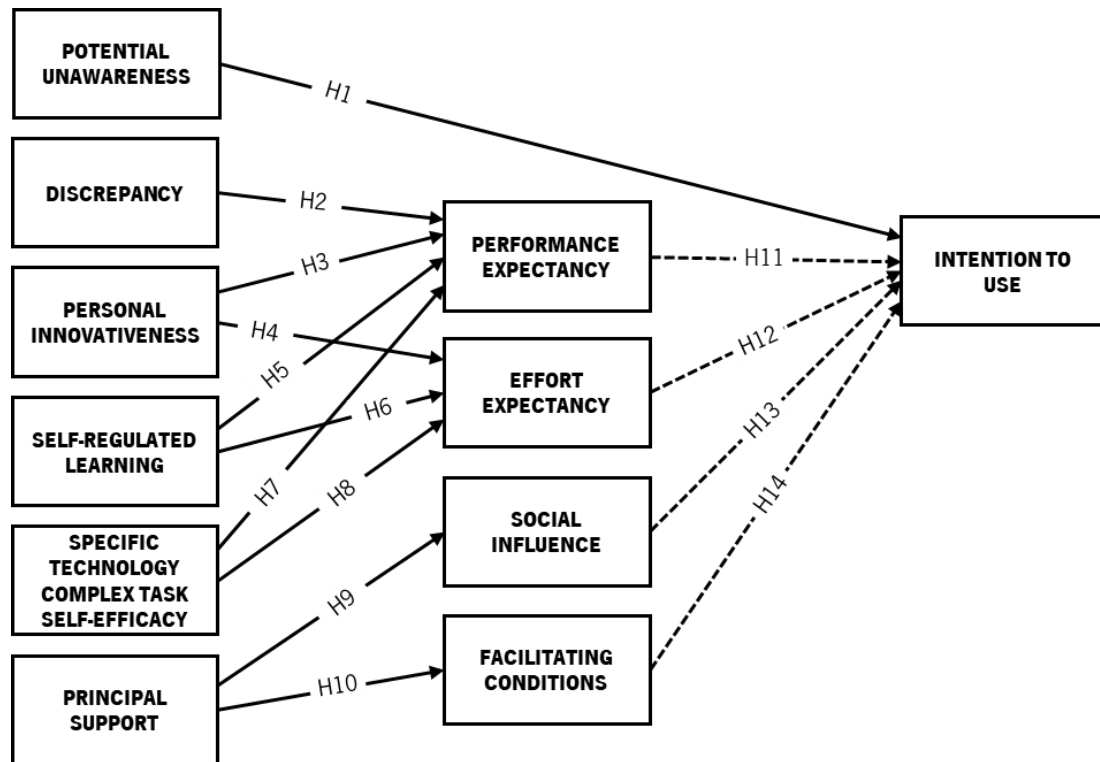 POTENTIAL
UNAWARENESS
H1
DISCREPANCY
H2
PERSONAL
INNOVATIVENESS
H3
H4
SELF-REGULATED
LEARNING
H5
H6
SPECIFIC
TECHNOLOGY
COMPLEX TASK
SELF-EFFICACY
H7
H8
PRINCIPAL
SUPPORT
H9
H10
PERFORMANCE
EXPECTANCY
H11
EFFORT
EXPECTANCY
H12
SOCIAL
INFLUENCE
H13
FACILITATING
CONDITIONS
H14
INTENTION TO
USE